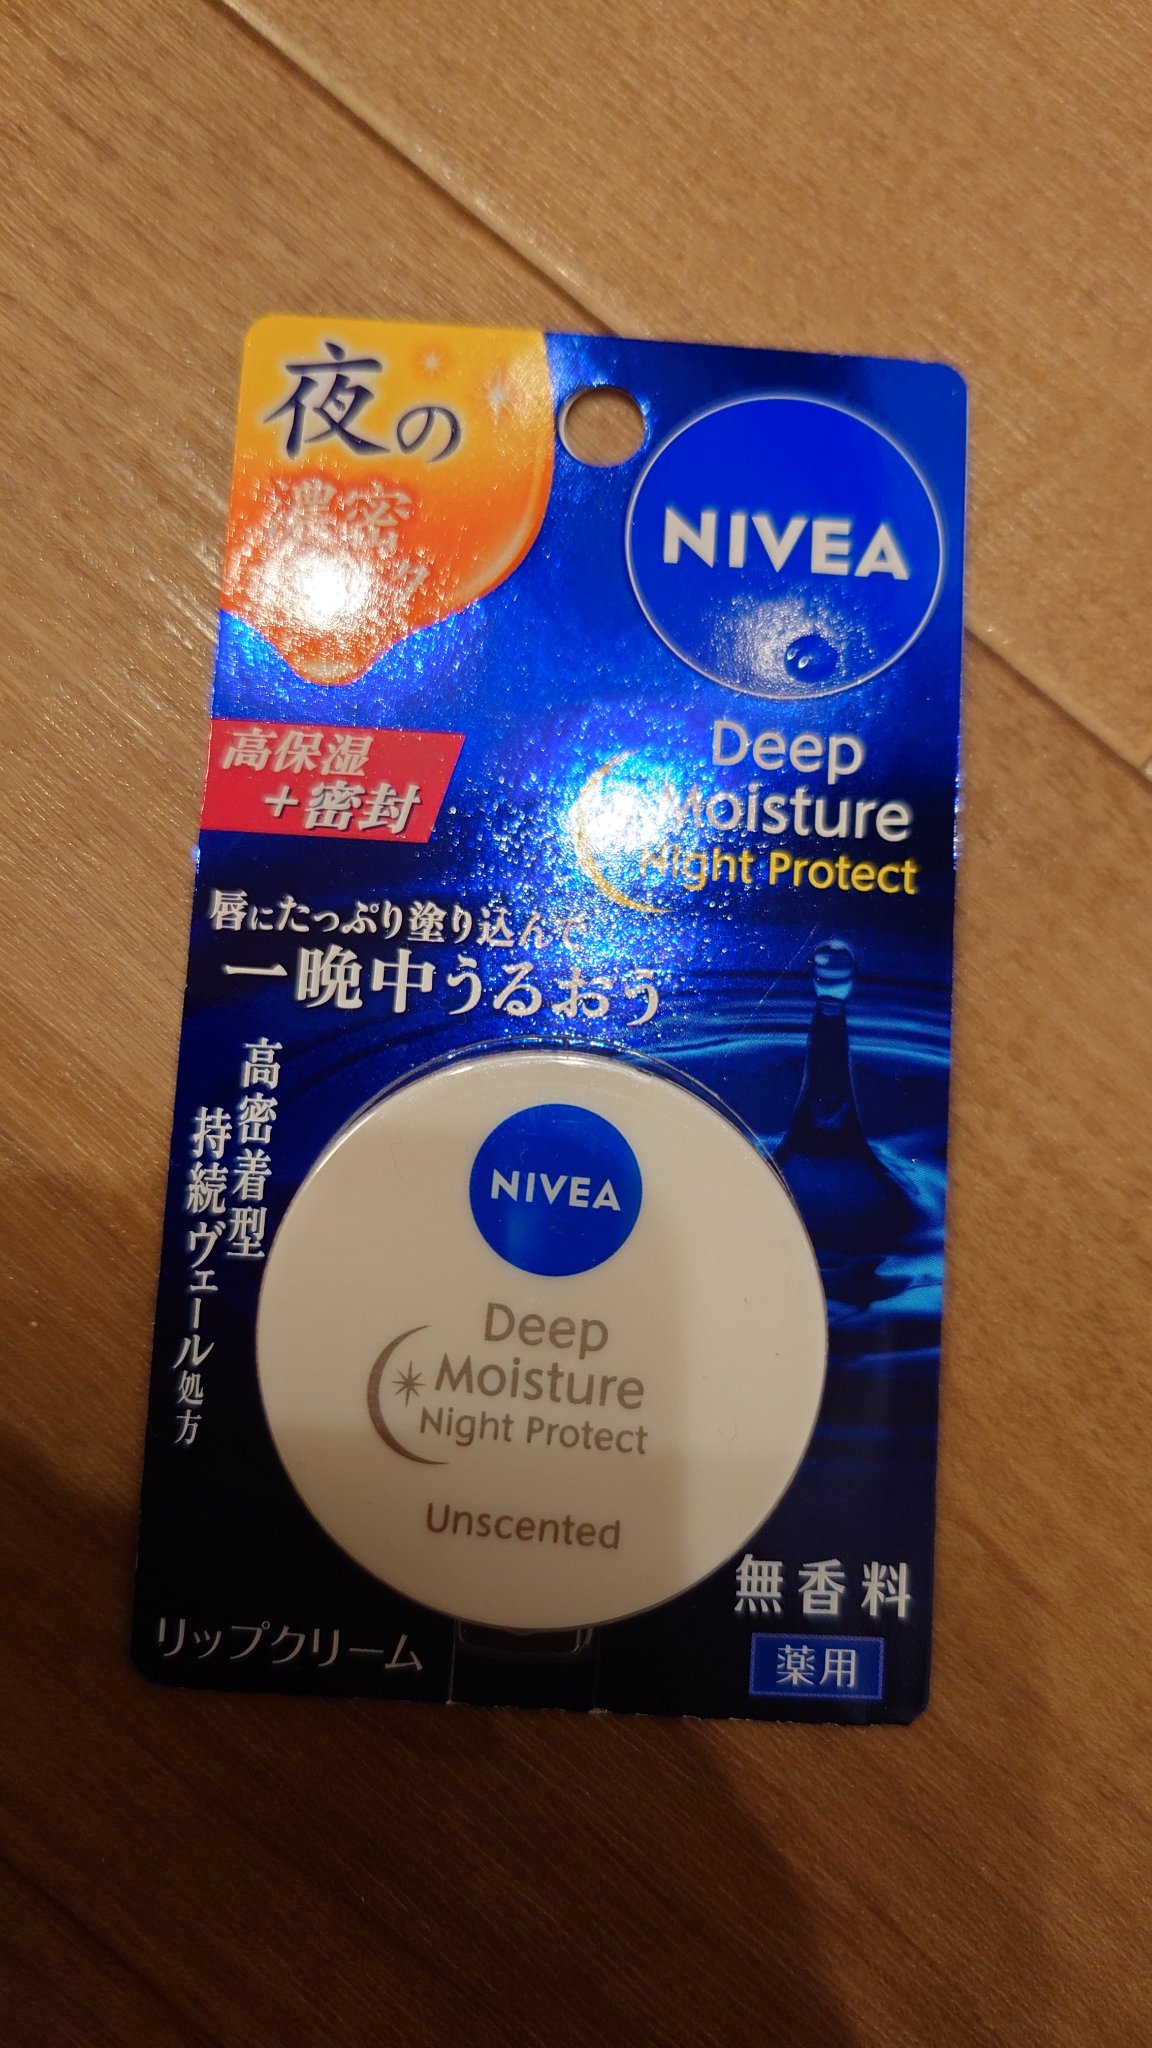 夜の
濃密
NIVEA
Deep
Moisture
Night Protect
高保湿
+密封
唇にたっぷり塗り込んで
一晩中うるおう
高密着型
持続ヴェール処方
NIVEA
Deep
Moisture
Night Protect
Unscented
無香料
薬用
リップクリーム